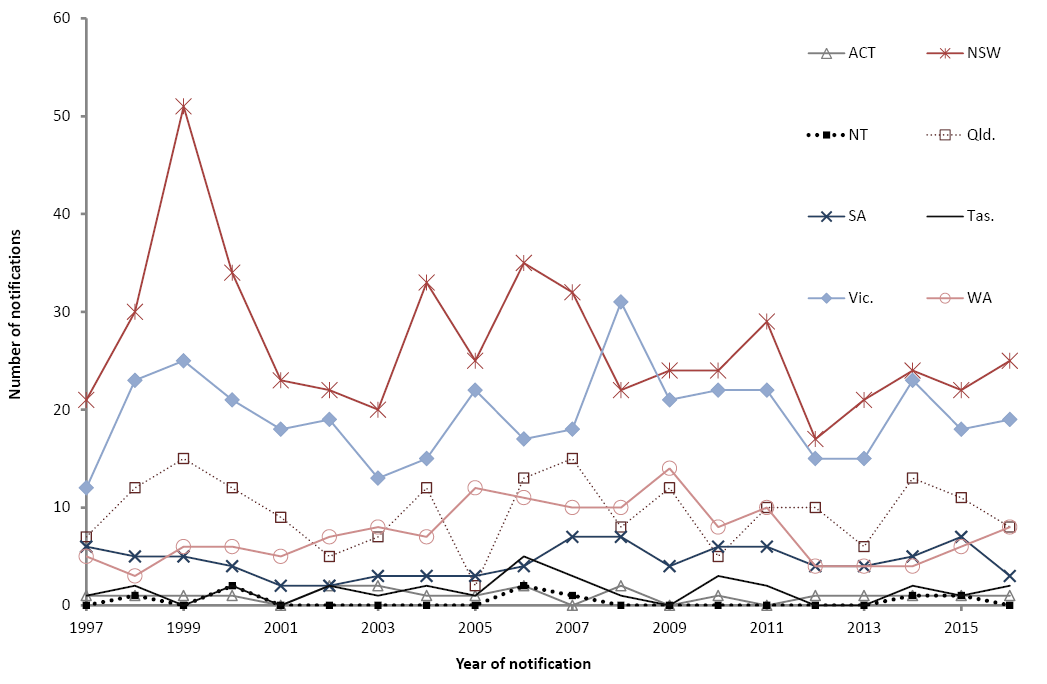 60
50
40
30
20
10
0
Number of notifications
ACT NSW
NT Qld.
SA Tas.
Vic. WA
1997 1999 2001 2003 2005 2007 2009 2011 2013 2015
Year of notification